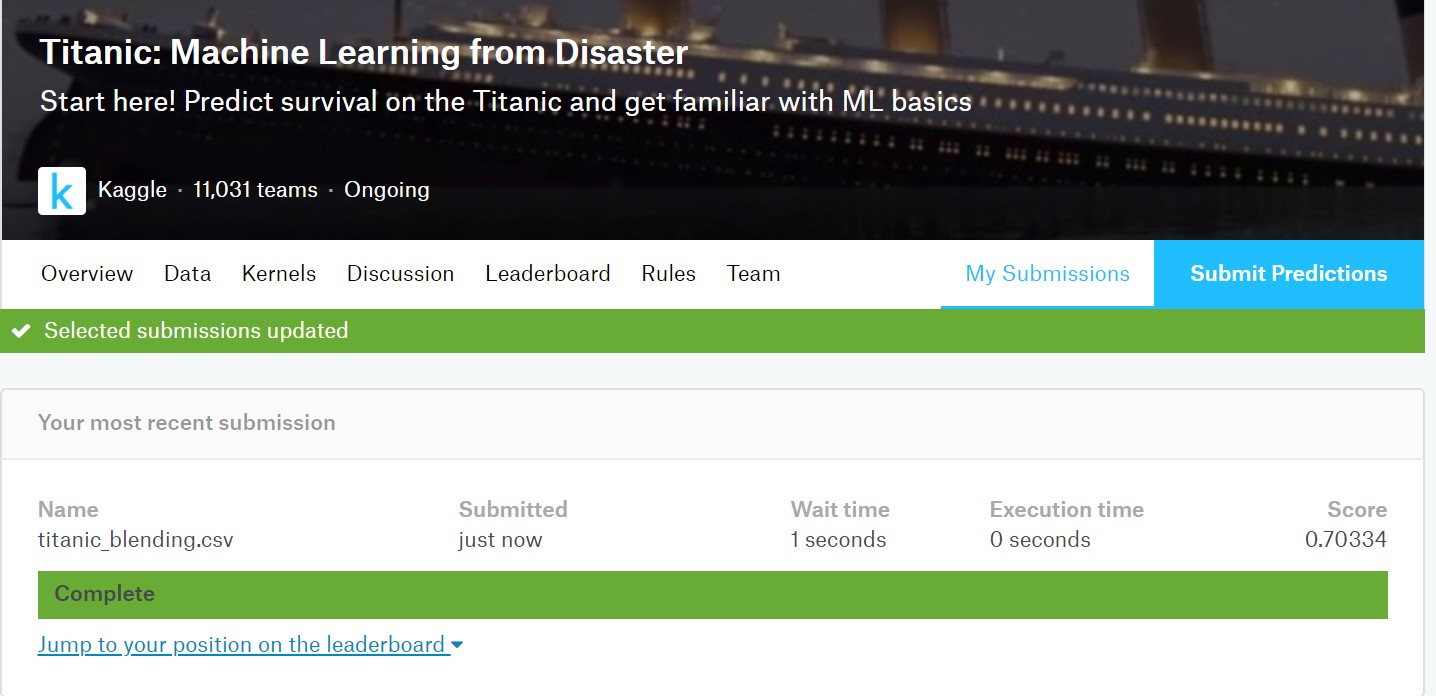 Titanic: Machine Learning from Disaster
Start here! Predict survival on the Titanic and get familiar with ML basics
k Kaggle · 11,031 teams · Ongoing
Overview Data Kernels Discussion Leaderboard Rules Team My Submissions Submit Predictions
Selected submissions updated
Your most recent submission
Name Submitted Wait time Execution time Score
titanic_blending.csv just now 1 seconds 0 seconds 0.70334
Complete
Jump to your position on the leaderboard